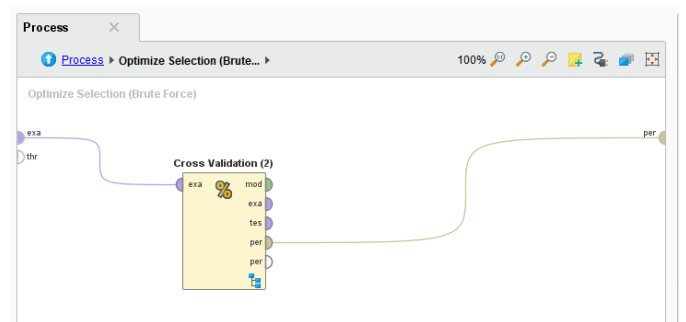 Process
Process ▸ Optimize Selection (Brute... ▸
100%
Optimize Selection (Brute Force)
exa
thr
per
Cross Validation (2)
exa
%
mod
exa
tes
per
per